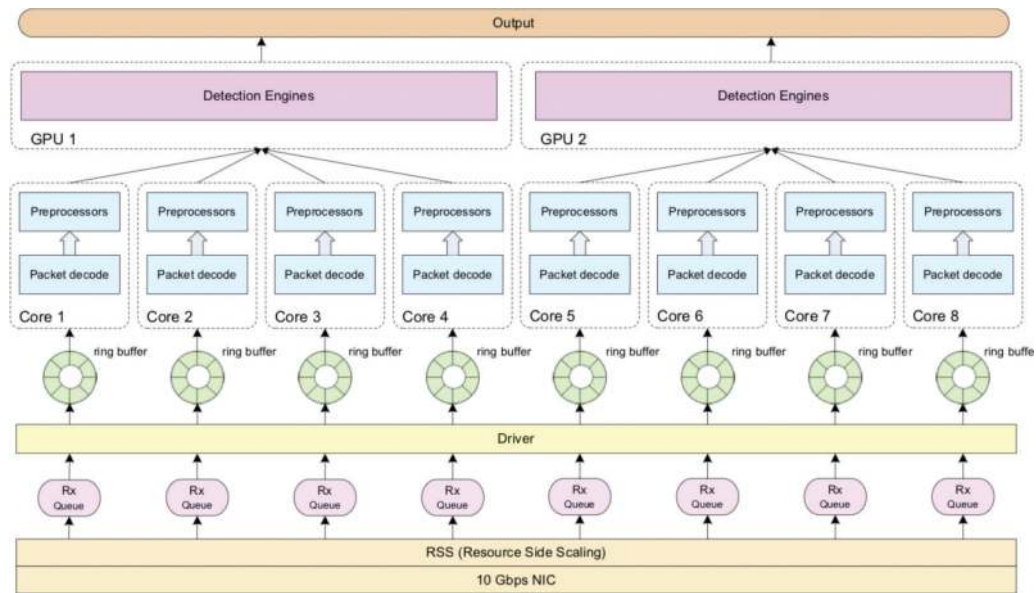 Output
Detection Engines
Detection Engines
GPU 1
GPU 2
Preprocessors
Preprocessors
Preprocessors
Preprocessors
Preprocessors
Preprocessors
Preprocessors
Preprocessors
Packet decode
Packet decode
Packet decode
Packet decode
Packet decode
Packet decode
Packet decode
Packet decode
Core 1
Core 2
Core 3
Core 4
Core 5
Core 6
Core 7
Core 8
ring buffer
ring buffer
ring buffer
ring buffer
ring buffer
ring buffer
ring buffer
ring buffer
Driver
Rx
Queue
Rx
Queue
Rx
Queue
Rx
Queue
Rx
Queue
Rx
Queue
Rx
Queue
Rx
Queue
RSS (Resource Side Scaling)
10 Gbps NIC